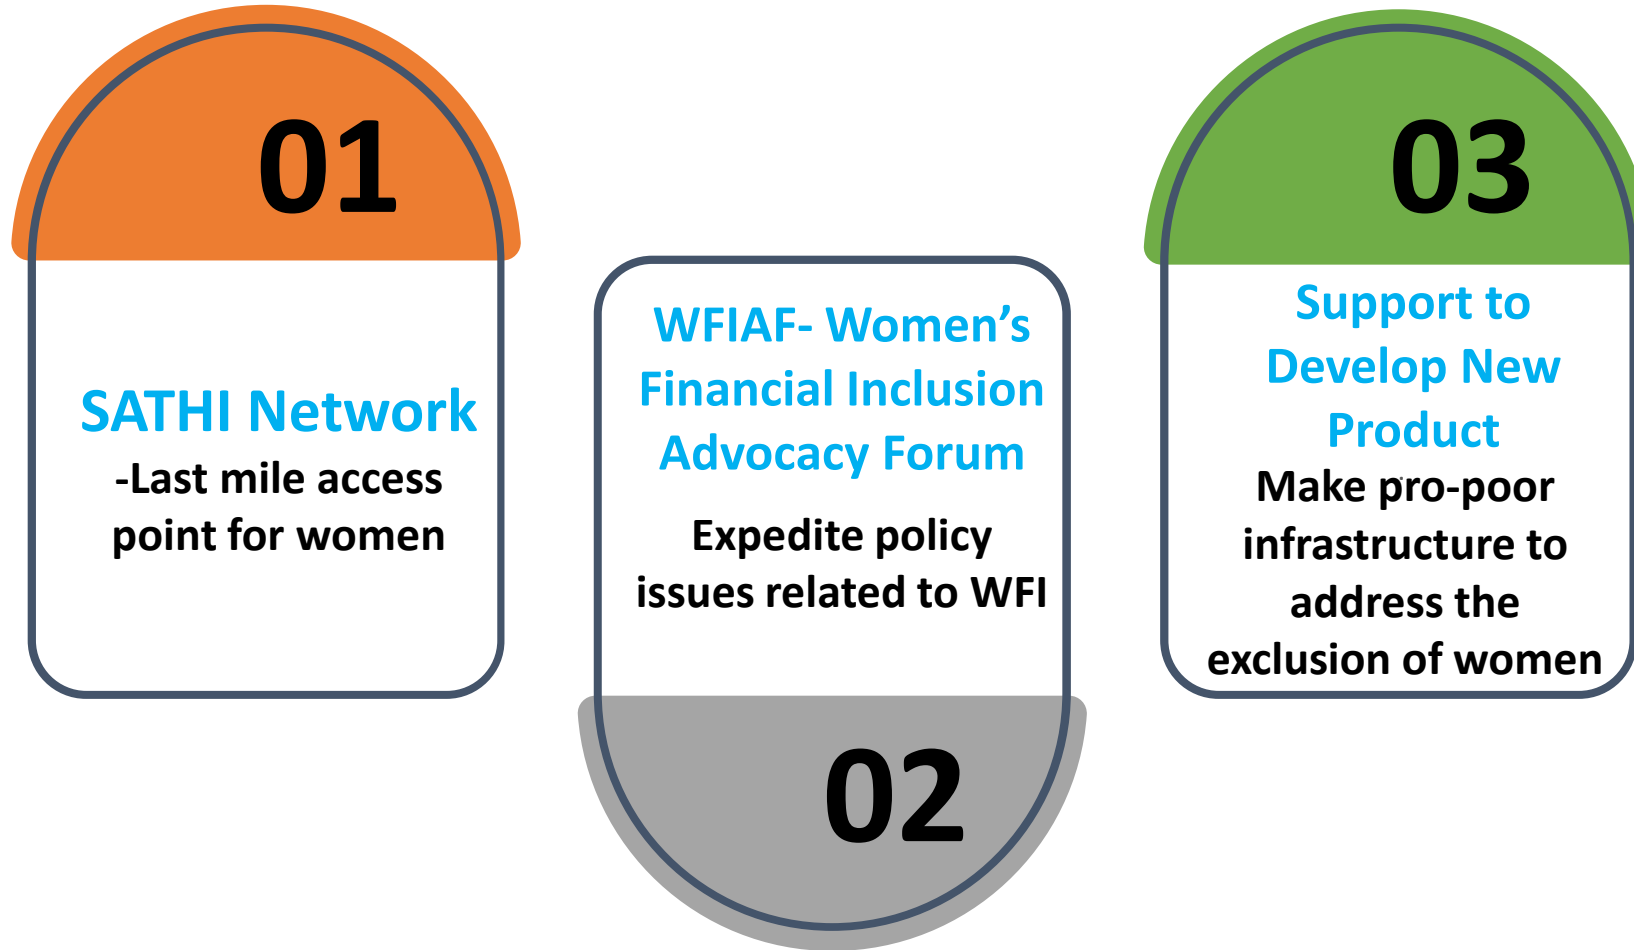 01
SATHI Network
-Last mile access
point for women
WFIAF- Women’s
Financial Inclusion
Advocacy Forum
Expedite policy
issues related to WFI
02
03
Support to
Develop New
Product
Make pro-poor
infrastructure to
address the
exclusion of women